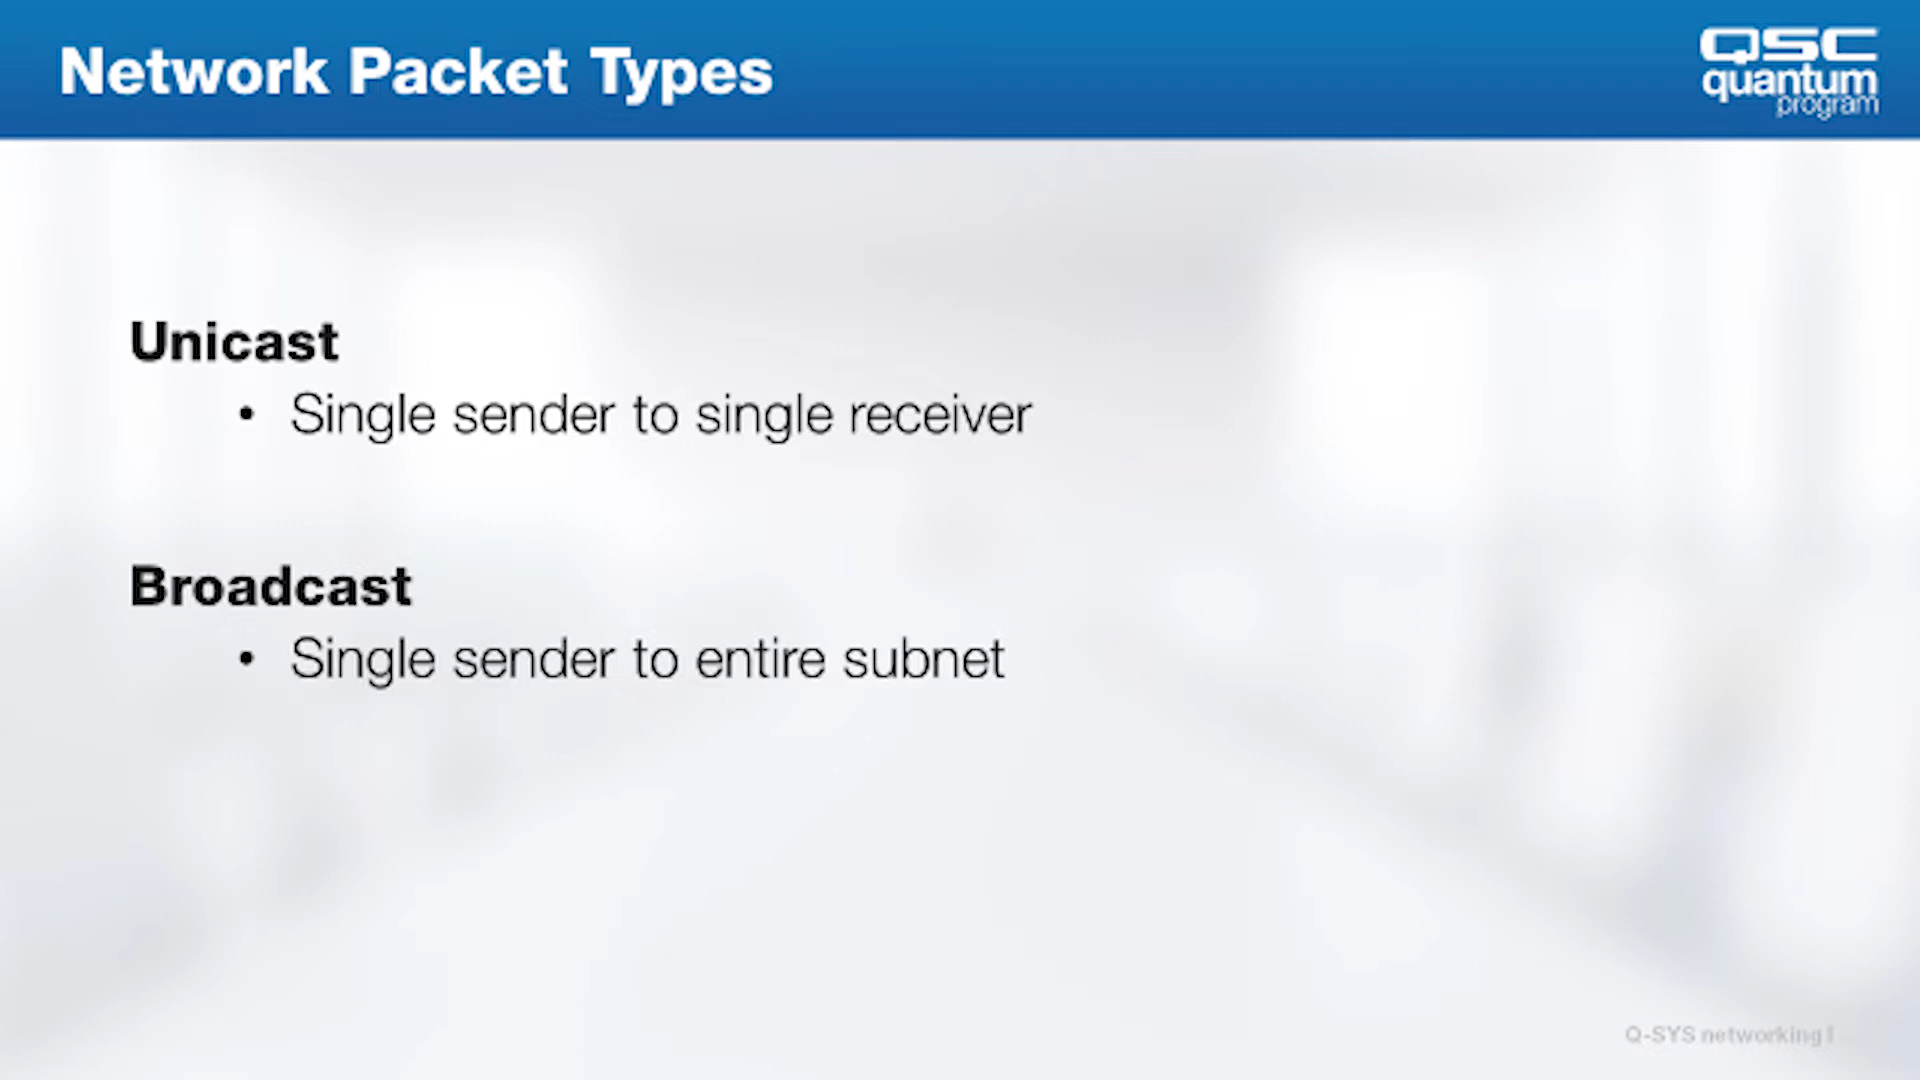 Network Packet Types
QSC
quantum
program
Unicast
• Single sender to single receiver
Broadcast
• Single sender to entire subnet
Q-SYS networking I